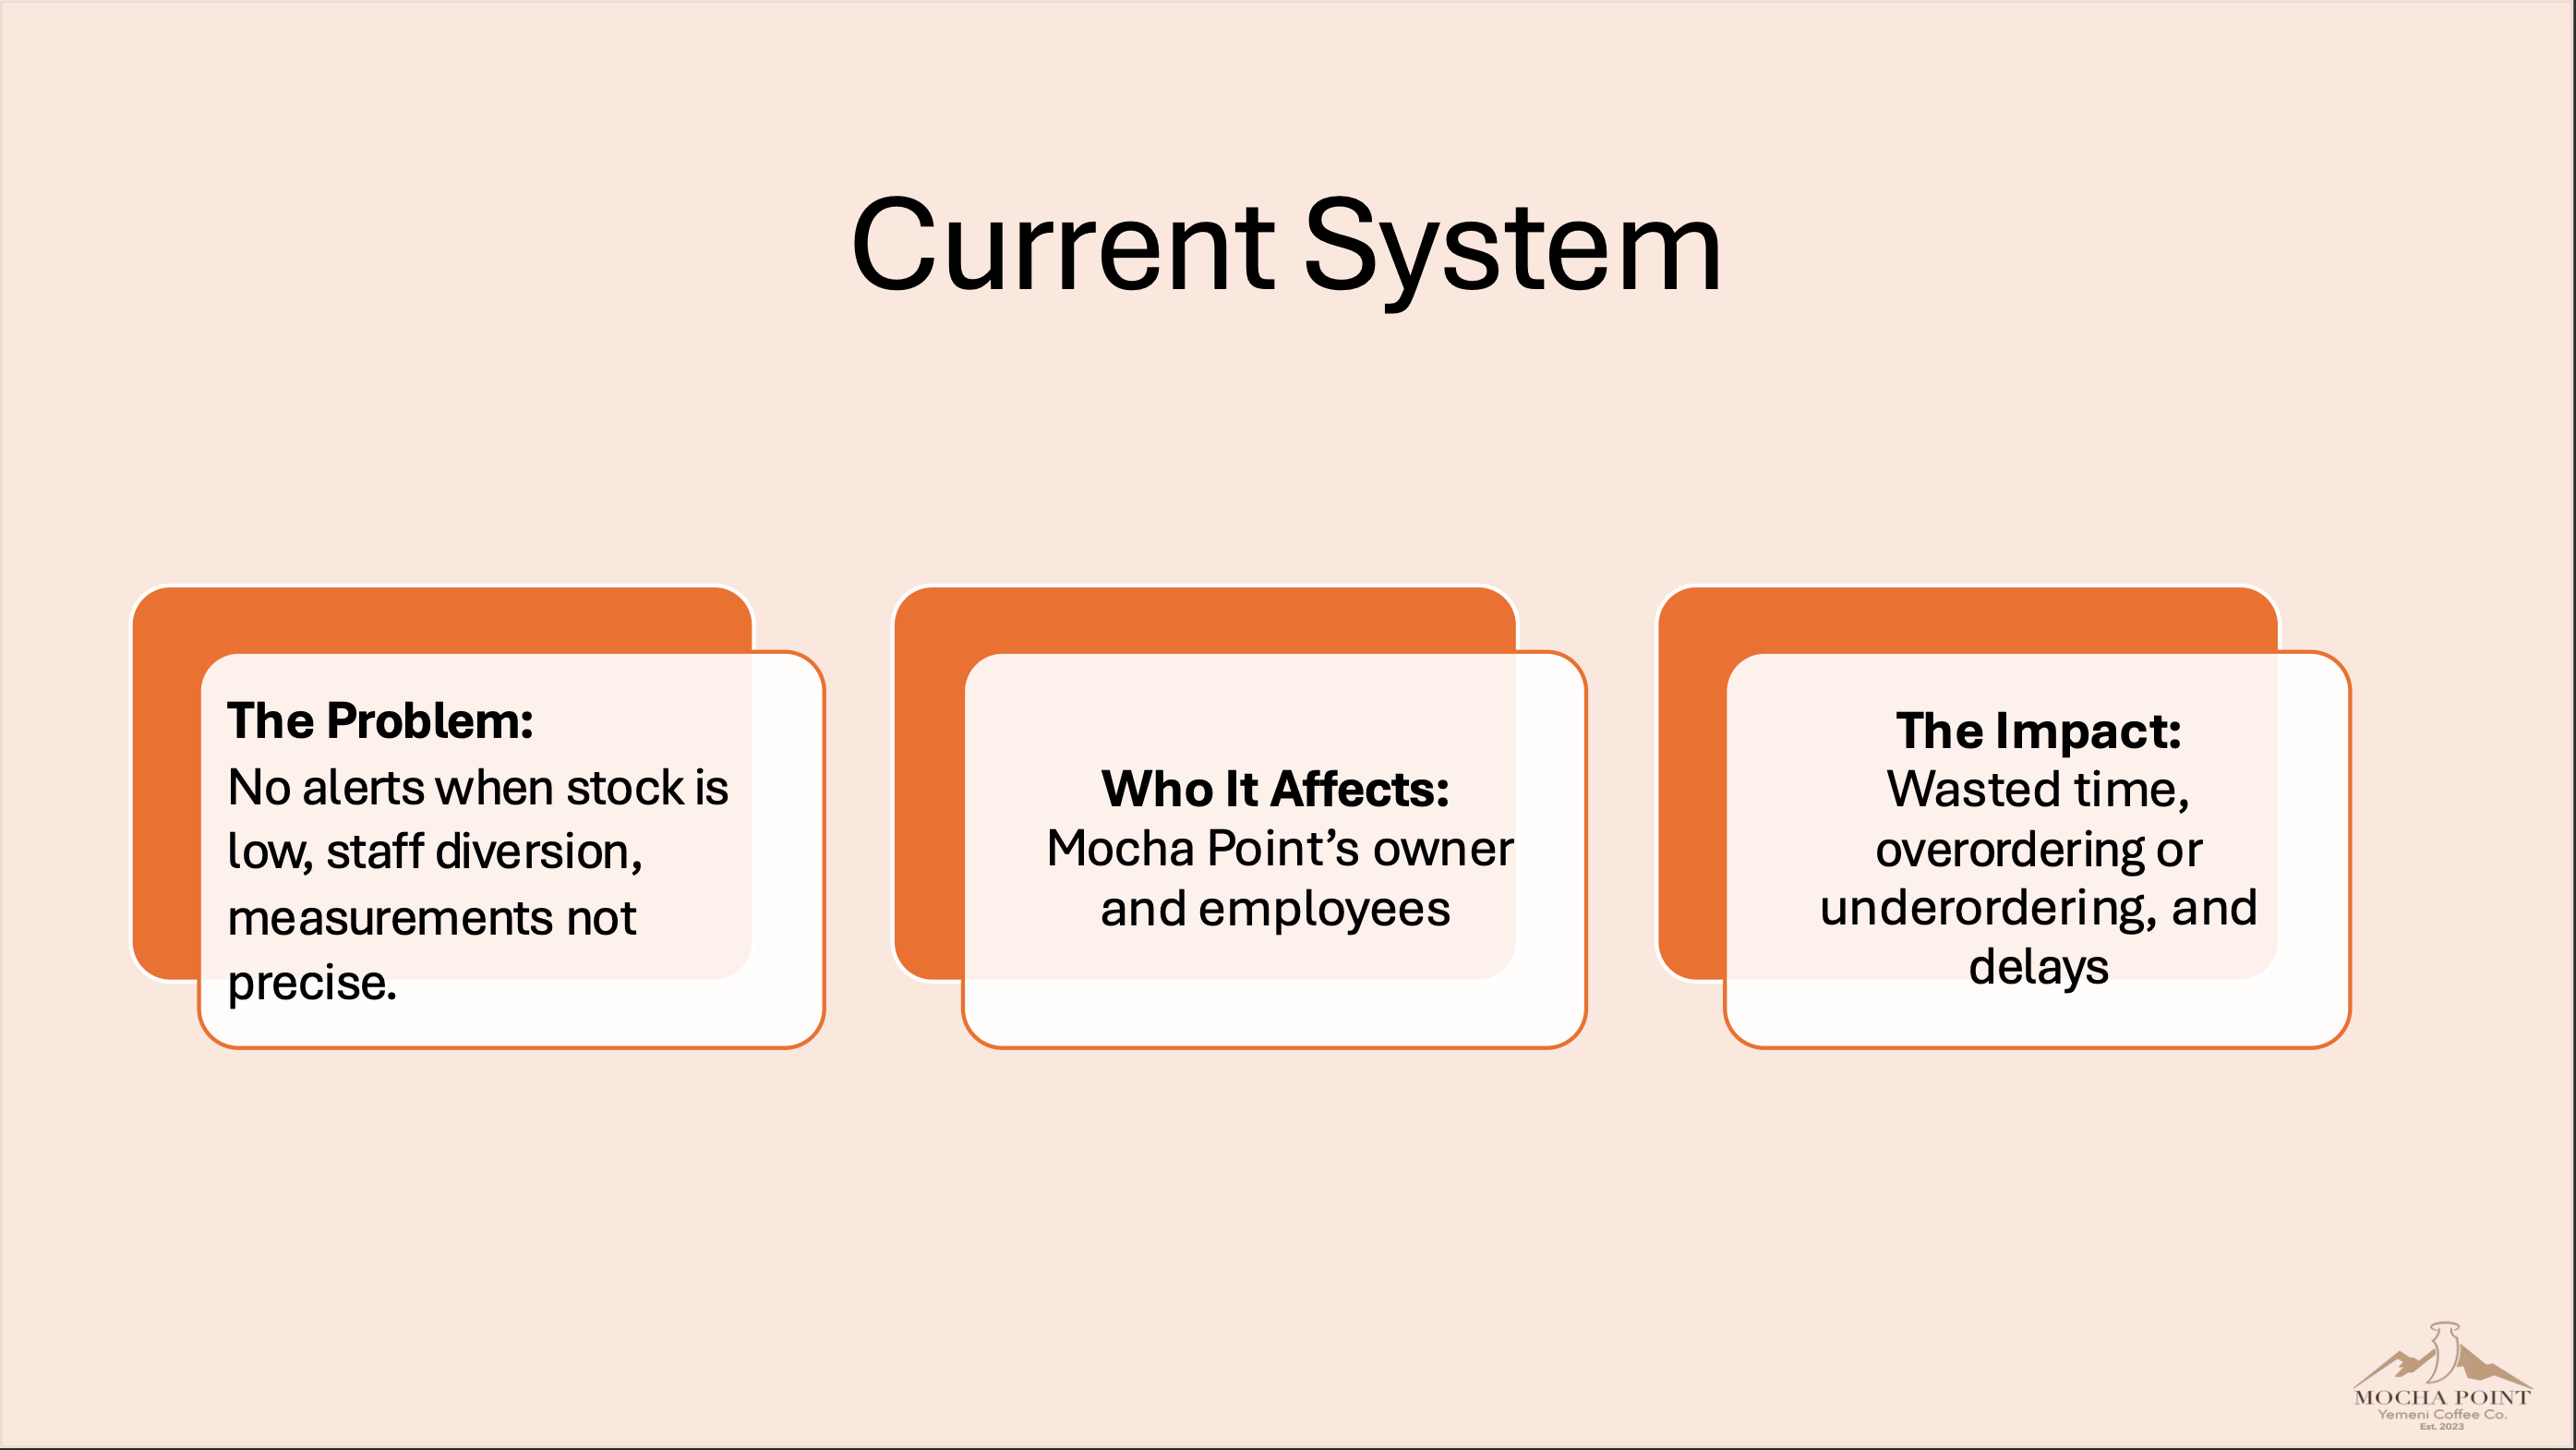 Current System
The Problem:
No alerts when stock is
low, staff diversion,
measurements not
precise.
Who It Affects:
Mocha Point’s owner
and employees
The Impact:
Wasted time,
overordering or
underordering, and
delays
MOCHA POINT
Yemeni Coffee Co.
Est. 2023